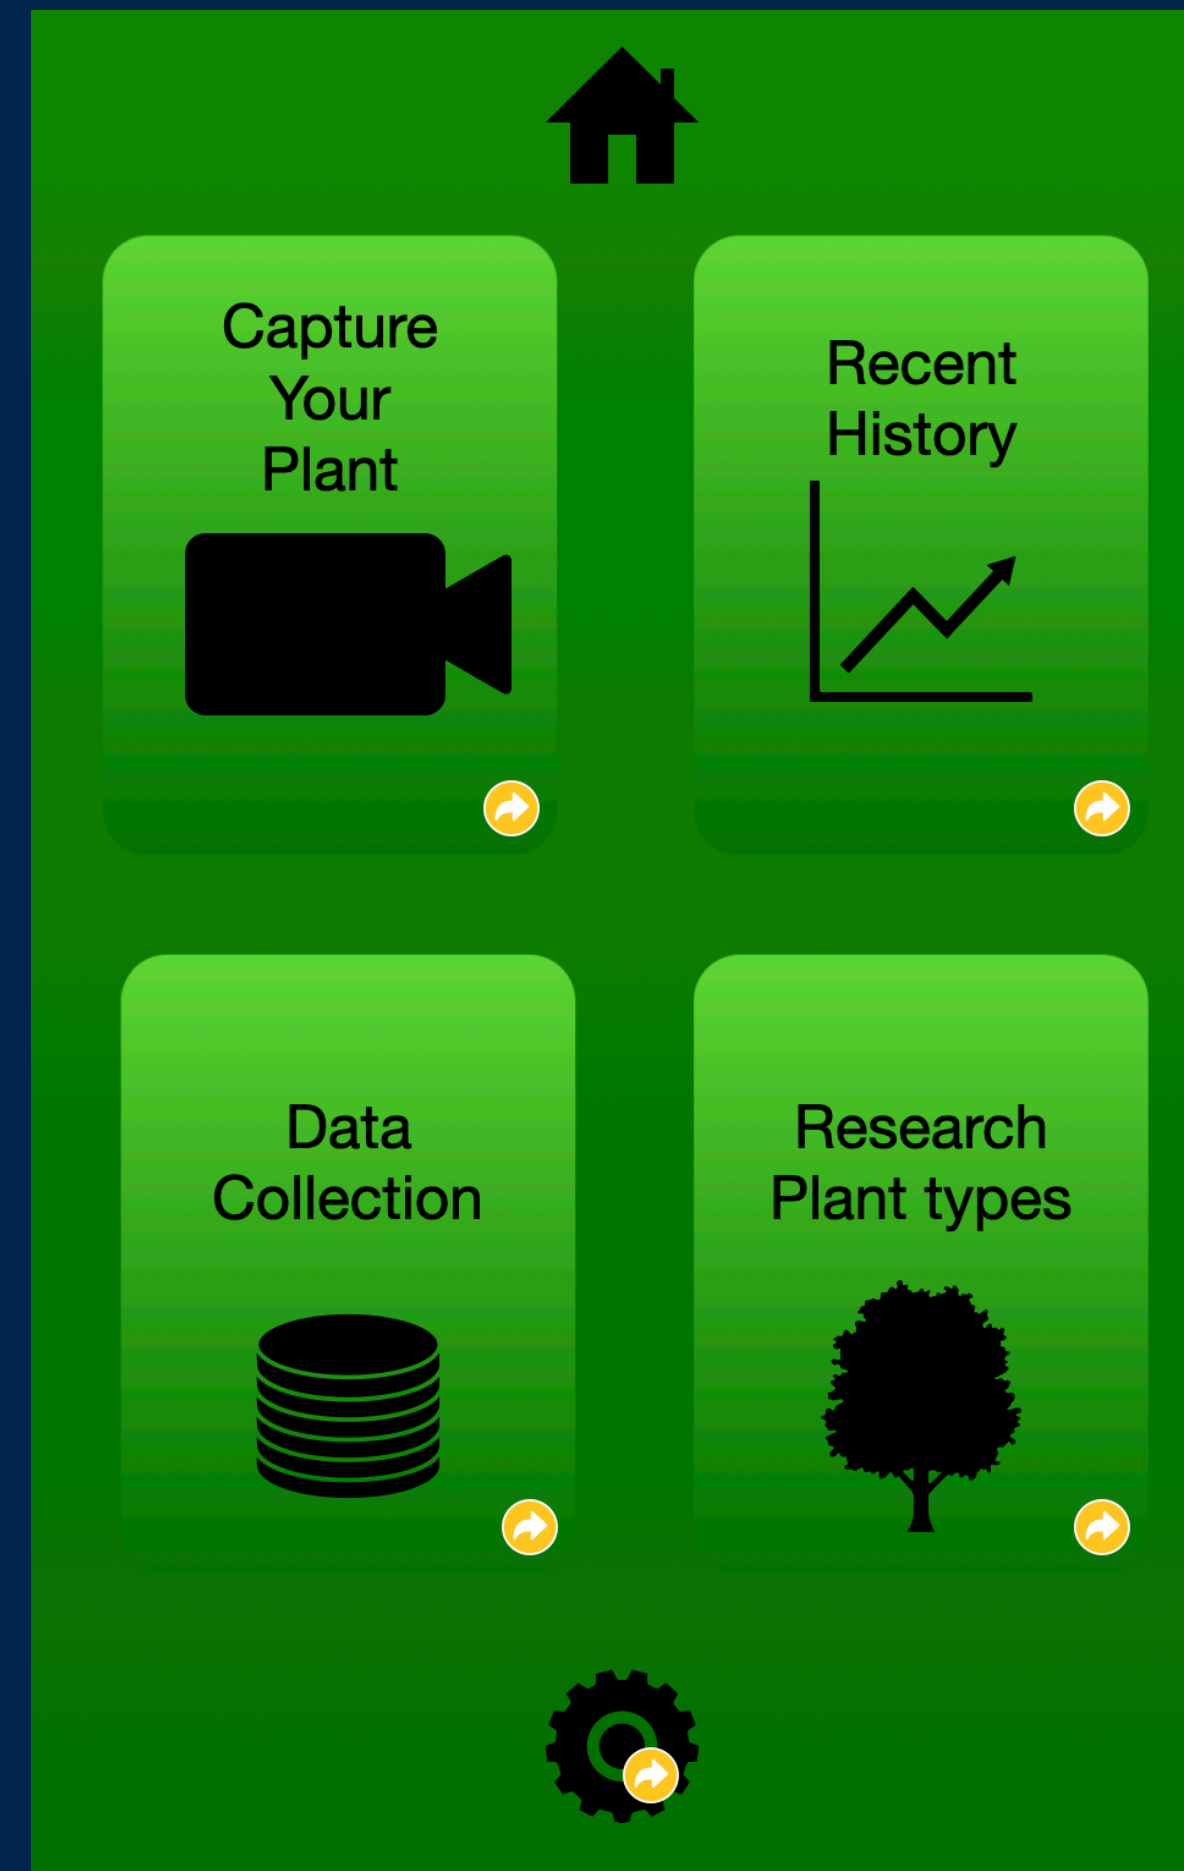 Capture
Your
Plant
Recent
History
Data
Collection
Research
Plant types